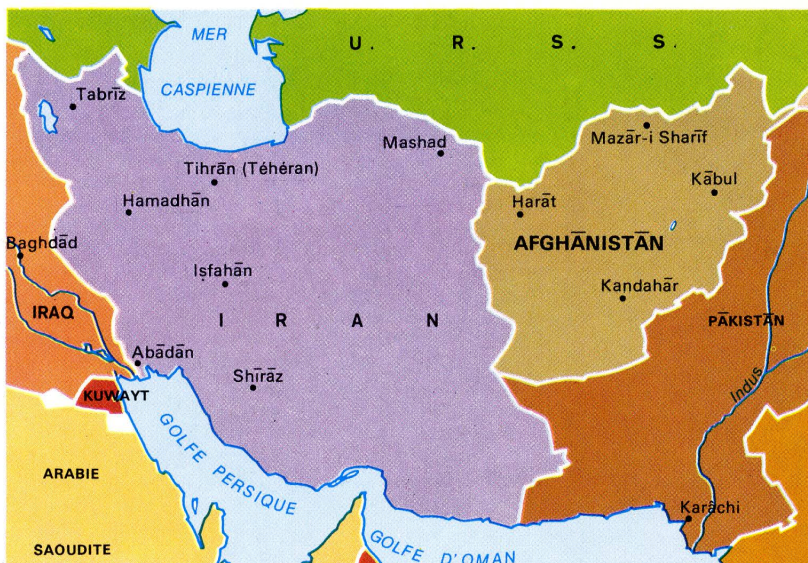 MER
CASPIENNE
U. R. S. S.
Tabrīz
Mashad
Mazār-i Sharīf
Tihrān (Téhéran)
Kābul
Hamadhān
Harāt
Baghdād
AFGHĀNISTĀN
Iṣfahān
Kandahār
IRAQ
I R A N
PĀKISTĀN
Abādān
Shīrāz
KUWAYT
Indus
GOLFE PERSIQUE
ARABIE
SAOUDITE
Karāchi
GOLFE D'OMAN